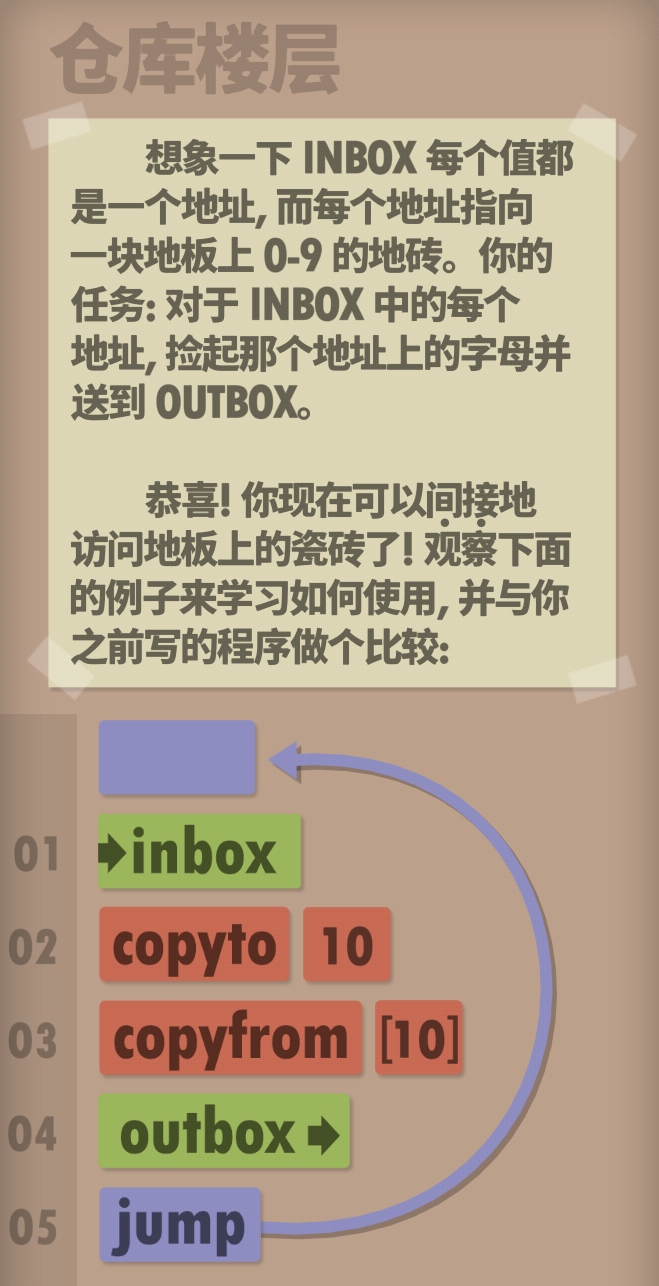 仓库楼层
想象一下 INBOX 每个值都
是一个地址, 而每个地址指向
一块地板上 0-9 的地砖。你的
任务: 对于 INBOX 中的每个
地址, 捡起那个地址上的字母并
送到 OUTBOX。
恭喜! 你现在可以间接地
访问地板上的瓷砖了! 观察下面
的例子来学习如何使用, 并与你
之前写的程序做个比较:
01 inbox
02 copyto 10
03 copyfrom [10]
04 outbox
05 jump